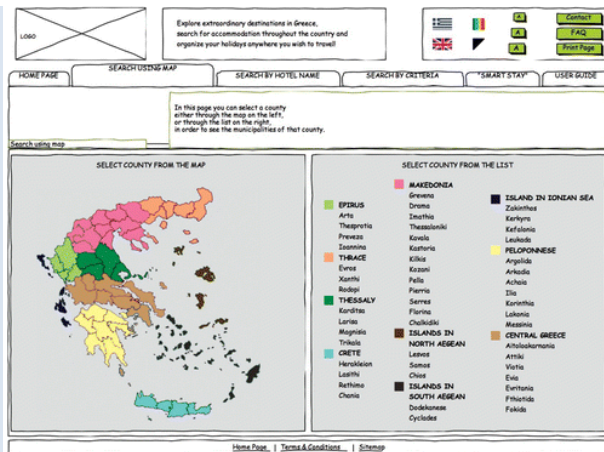 LOGO
Explore extraordinary destinations in Greece,
search for accommodation throughout the country and
organize your holidays anywhere you wish to travel!
A
A
A
Contact
FAQ
Print Page
HOME PAGE
SEARCH USING MAP
SEARCH BY HOTEL NAME
SEARCH BY CRITERIA
"SMART STAY"
USER GUIDE
In this page you can select a county
either through the map on the left,
or through the list on the right,
in order to see the municipalities of that county.
Search using map
SELECT COUNTY FROM THE MAP
SELECT COUNTY FROM THE LIST
EPIRUS
Arta
Thesprotia
Preveza
Ioannina
THRACE
Evros
Xanthi
Rodopi
THESSALY
Karditsa
Larisa
Magnisia
Trikala
CRETE
Herakleion
Lasithi
Rethimo
Chania
MAKEDONIA
Grevena
Drama
Imathia
Thessaloniki
Kavala
Kastoria
Kilkis
Kozani
Pella
Pierria
Serres
Florina
Chalkidiki
ISLANDS IN
NORTH AEGEAN
Lesvos
Samos
Chios
ISLANDS IN
SOUTH AEGEAN
Dodekanese
Cyclades
ISLAND IN IONIAN SEA
Zakinthos
Kerkyra
Kefalonia
Leukada
PELOPONNESE
Argolida
Arkadia
Achaia
Ilia
Korinthia
Lakonia
Messinia
CENTRAL GREECE
Aitoloakarnania
Attiki
Viotia
Evia
Evritania
Fthiotida
Fokida
Home Page | Terms & Conditions | Sitemap